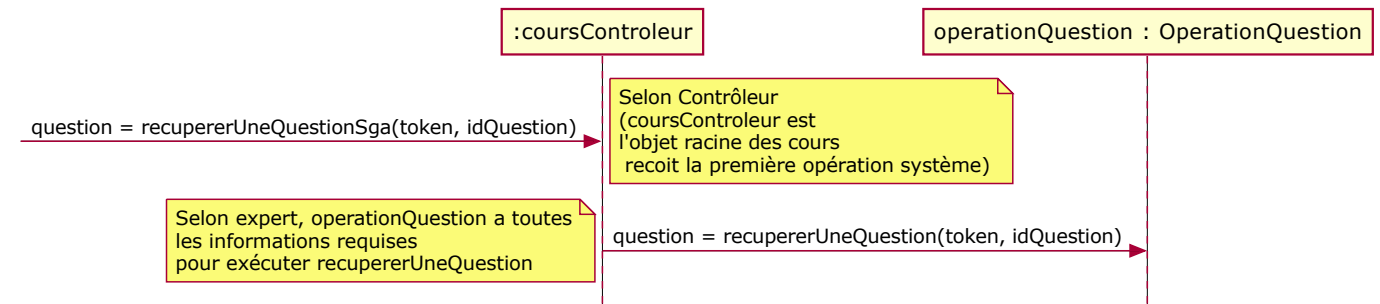 :coursControleur
operationQuestion : OperationQuestion
question = recupererUneQuestionSga(token, idQuestion)
Selon Contrôleur
(coursControleur est
l'objet racine des cours
recoit la première opération système)
Selon expert, operationQuestion a toutes
les informations requises
pour exécuter recupererUneQuestion
question = recupererUneQuestion(token, idQuestion)